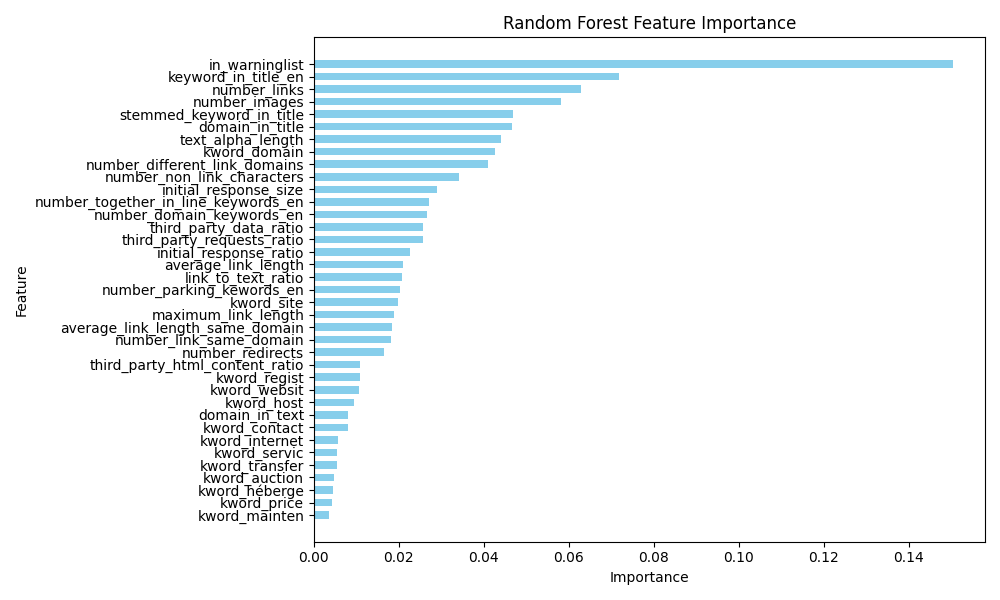 Random Forest Feature Importance
in_warninglist
keyword_in_title_en
number_links
number_images
stemmed_keyword_in_title
domain_in_title
text_alpha_length
kword_domain
number_different_link_domains
number_non_link_characters
initial_response_size
number_together_in_line_keywords_en
number_domain_keywords_en
third_party_data_ratio
third_party_requests_ratio
initial_response_ratio
average_link_length
link_to_text_ratio
number_parking_kewords_en
kword_site
maximum_link_length
average_link_length_same_domain
number_link_same_domain
number_redirects
third_party_html_content_ratio
kword_regist
kword_websit
kword_host
domain_in_text
kword_contact
kword_internet
kword_servic
kword_transfer
kword_auction
kword_héberge
kword_price
kword_mainten
Feature
0.00 0.02 0.04 0.06 0.08 0.10 0.12 0.14
Importance